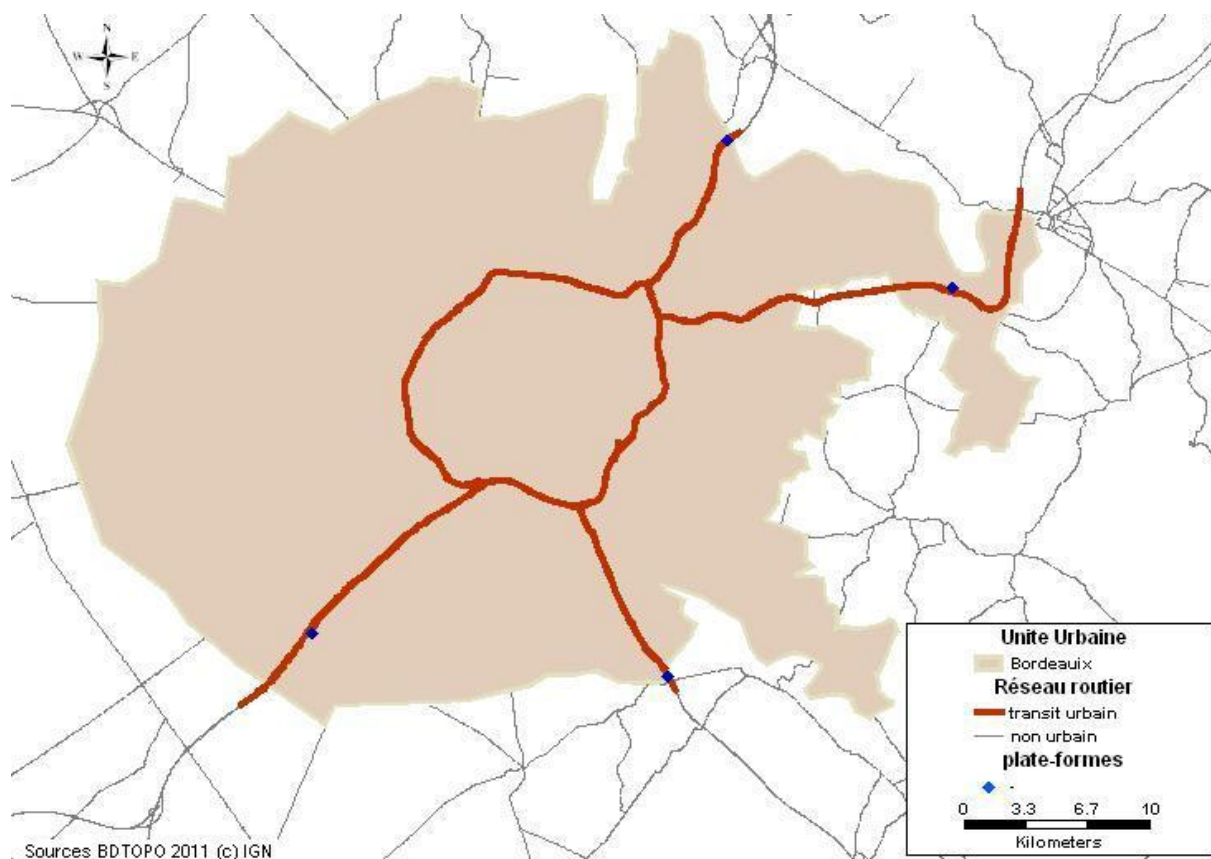 N
W E
S
Unite Urbaine
Bordeauix
Réseau routier
transit urbain
non urbain
plate-formes
-
0 3.3 6.7 10
Kilometers
Sources BDTOPO 2011 (c) IGN